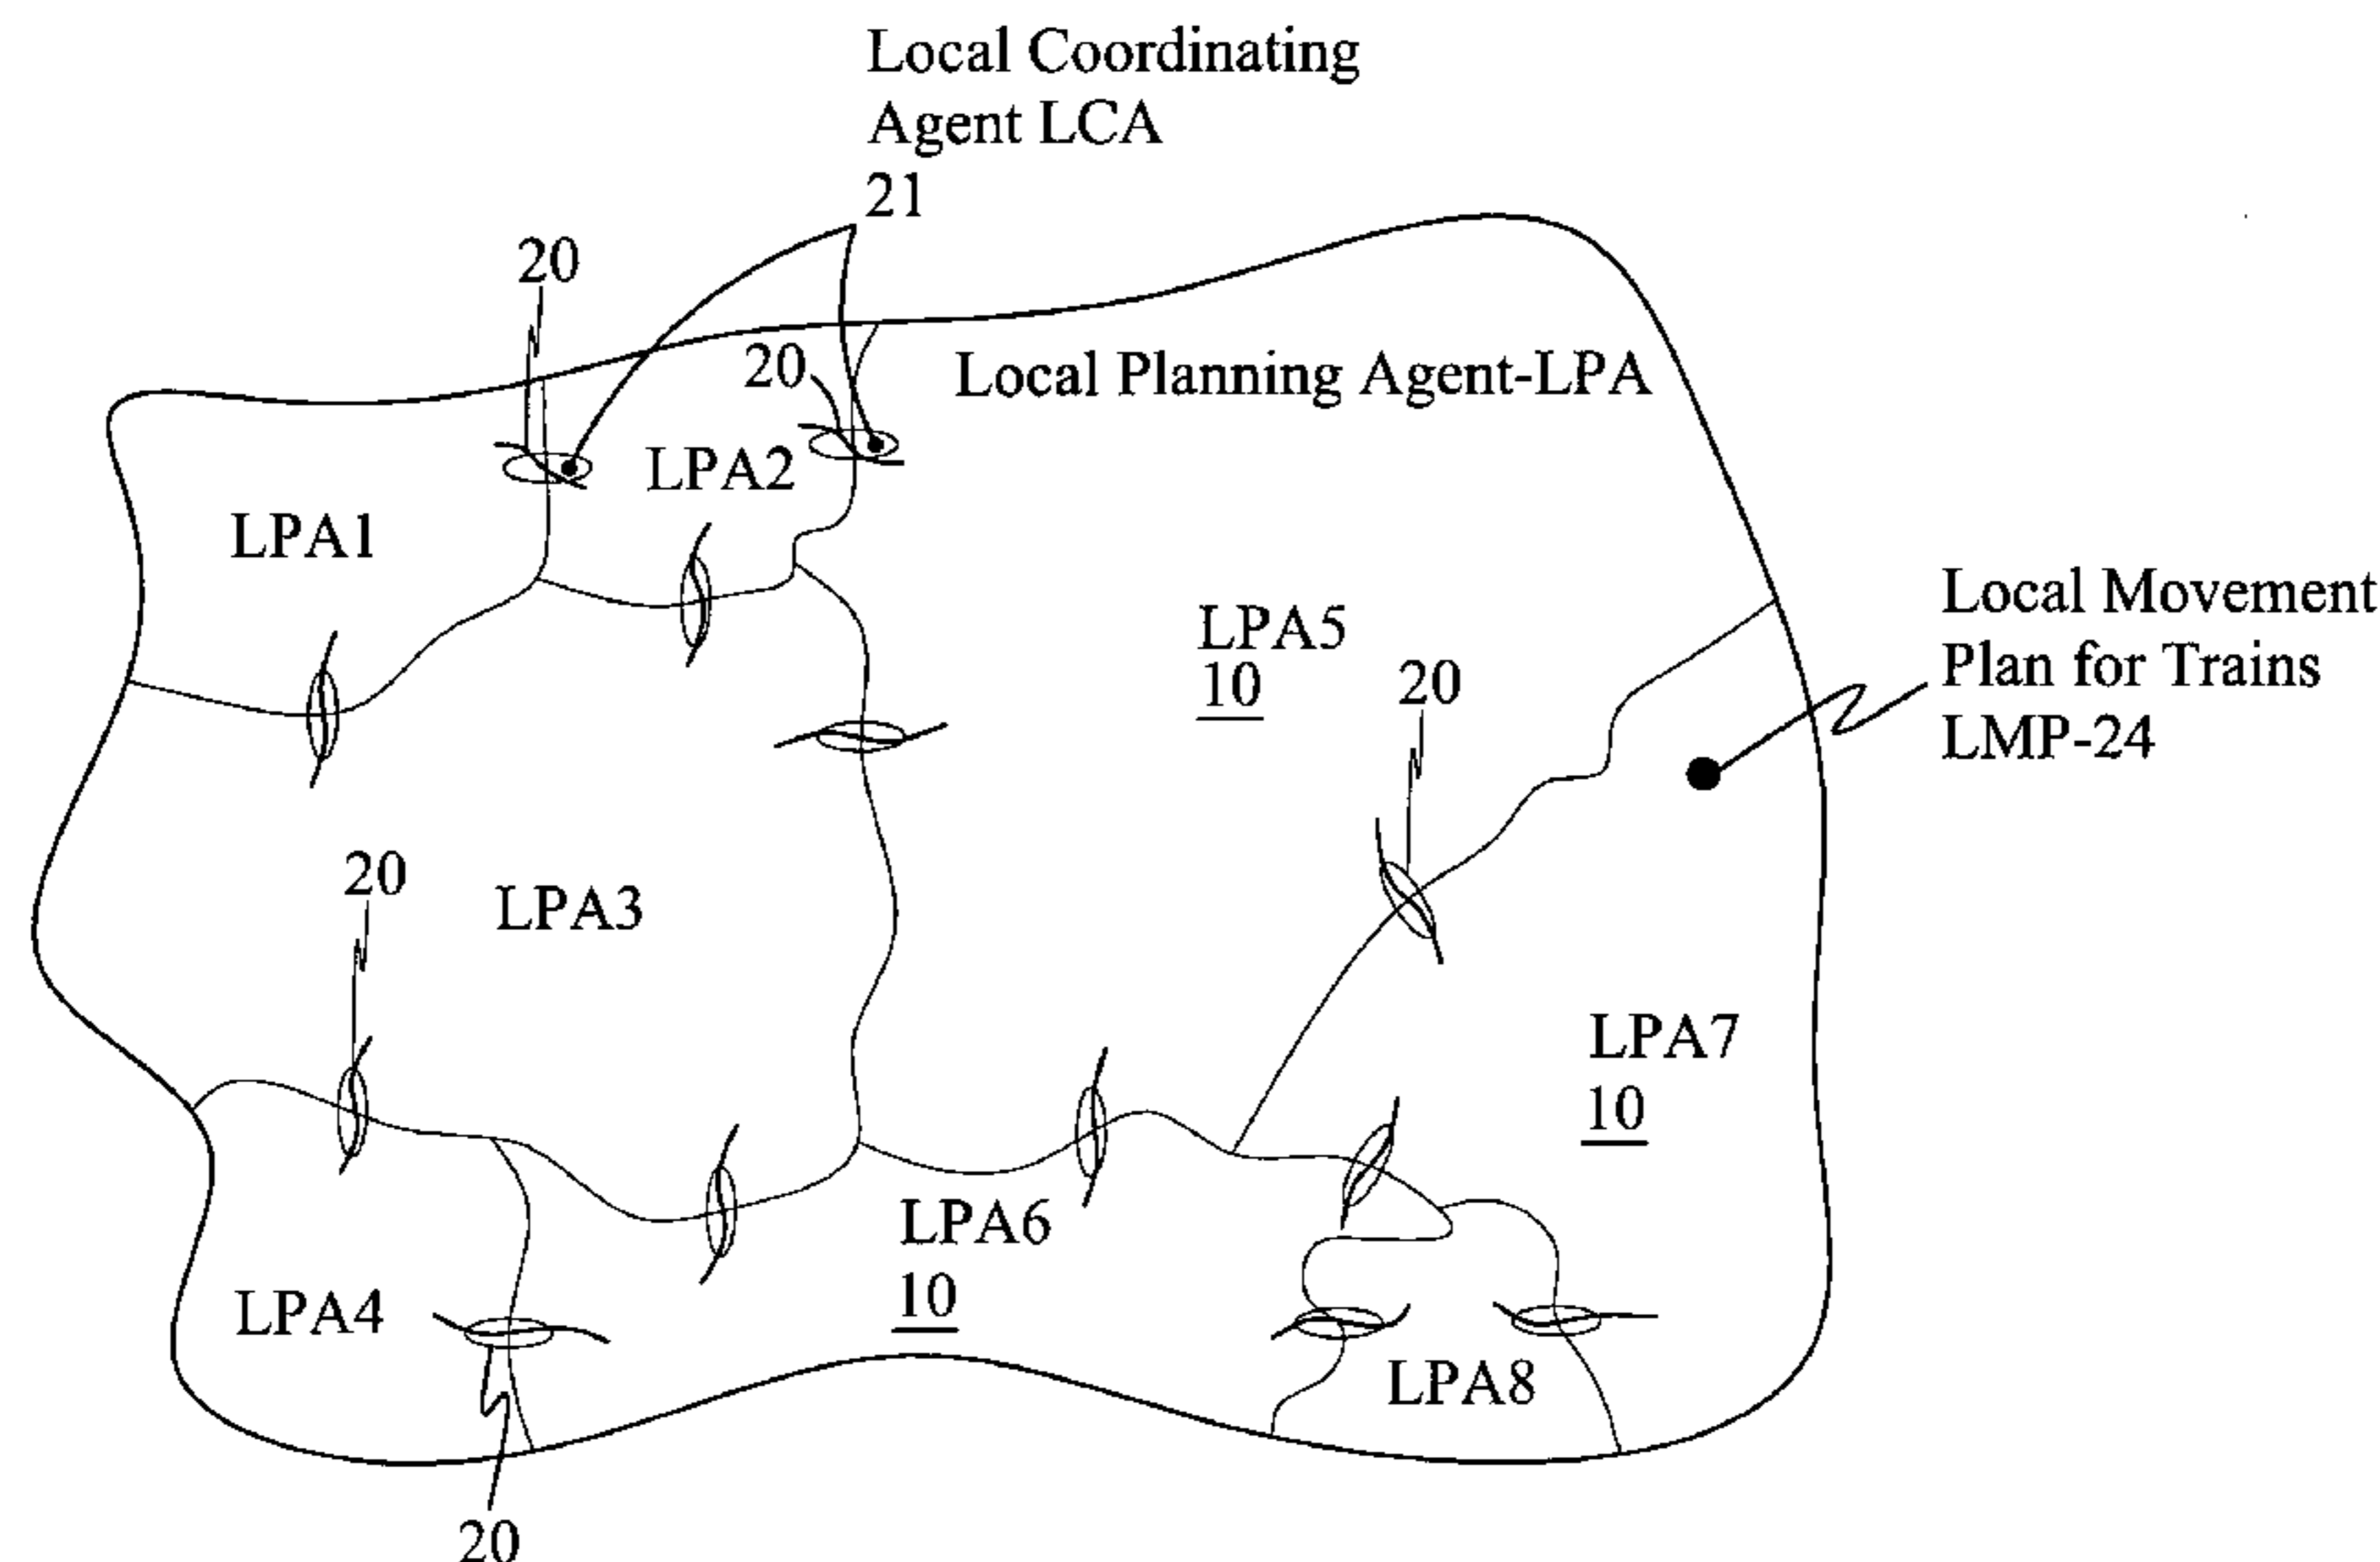 Local Coordinating
Agent LCA
21
20
20
Local Planning Agent-LPA
LPA2
LPA1
Local Movement
Plan for Trains
LMP-24
LPA5
10
20
20
LPA3
LPA7
10
LPA6
10
LPA4
LPA8
20